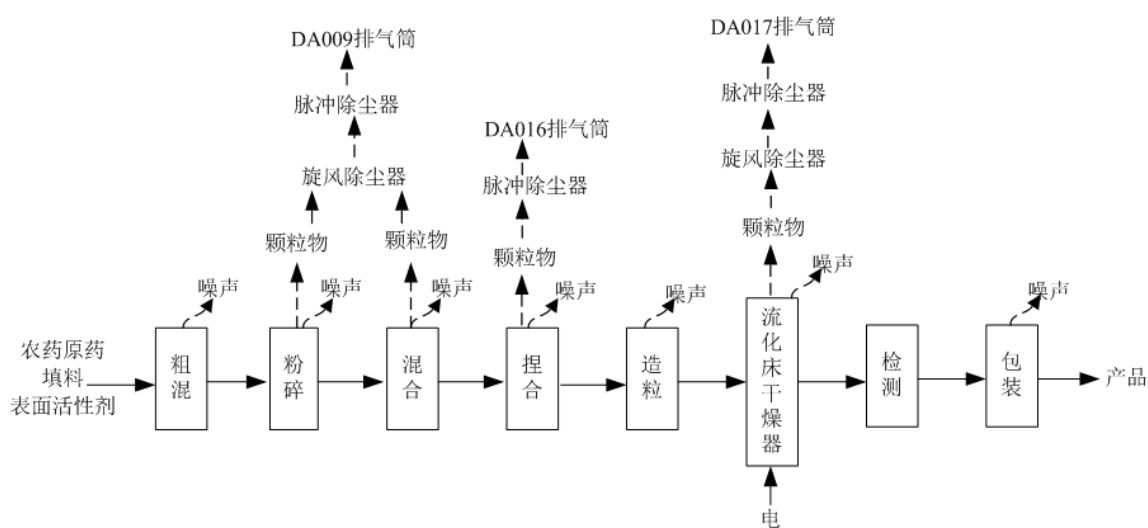 DA009排气筒
脉冲除尘器
旋风除尘器
颗粒物
颗粒物
DA016排气筒
脉冲除尘器
颗粒物
DA017排气筒
脉冲除尘器
旋风除尘器
颗粒物
噪声
噪声
噪声
噪声
噪声
噪声
噪声
农药原药
填料
表面活性剂
粗混
粉碎
混合
捏合
造粒
流化床干燥器
检测
包装
产品
电